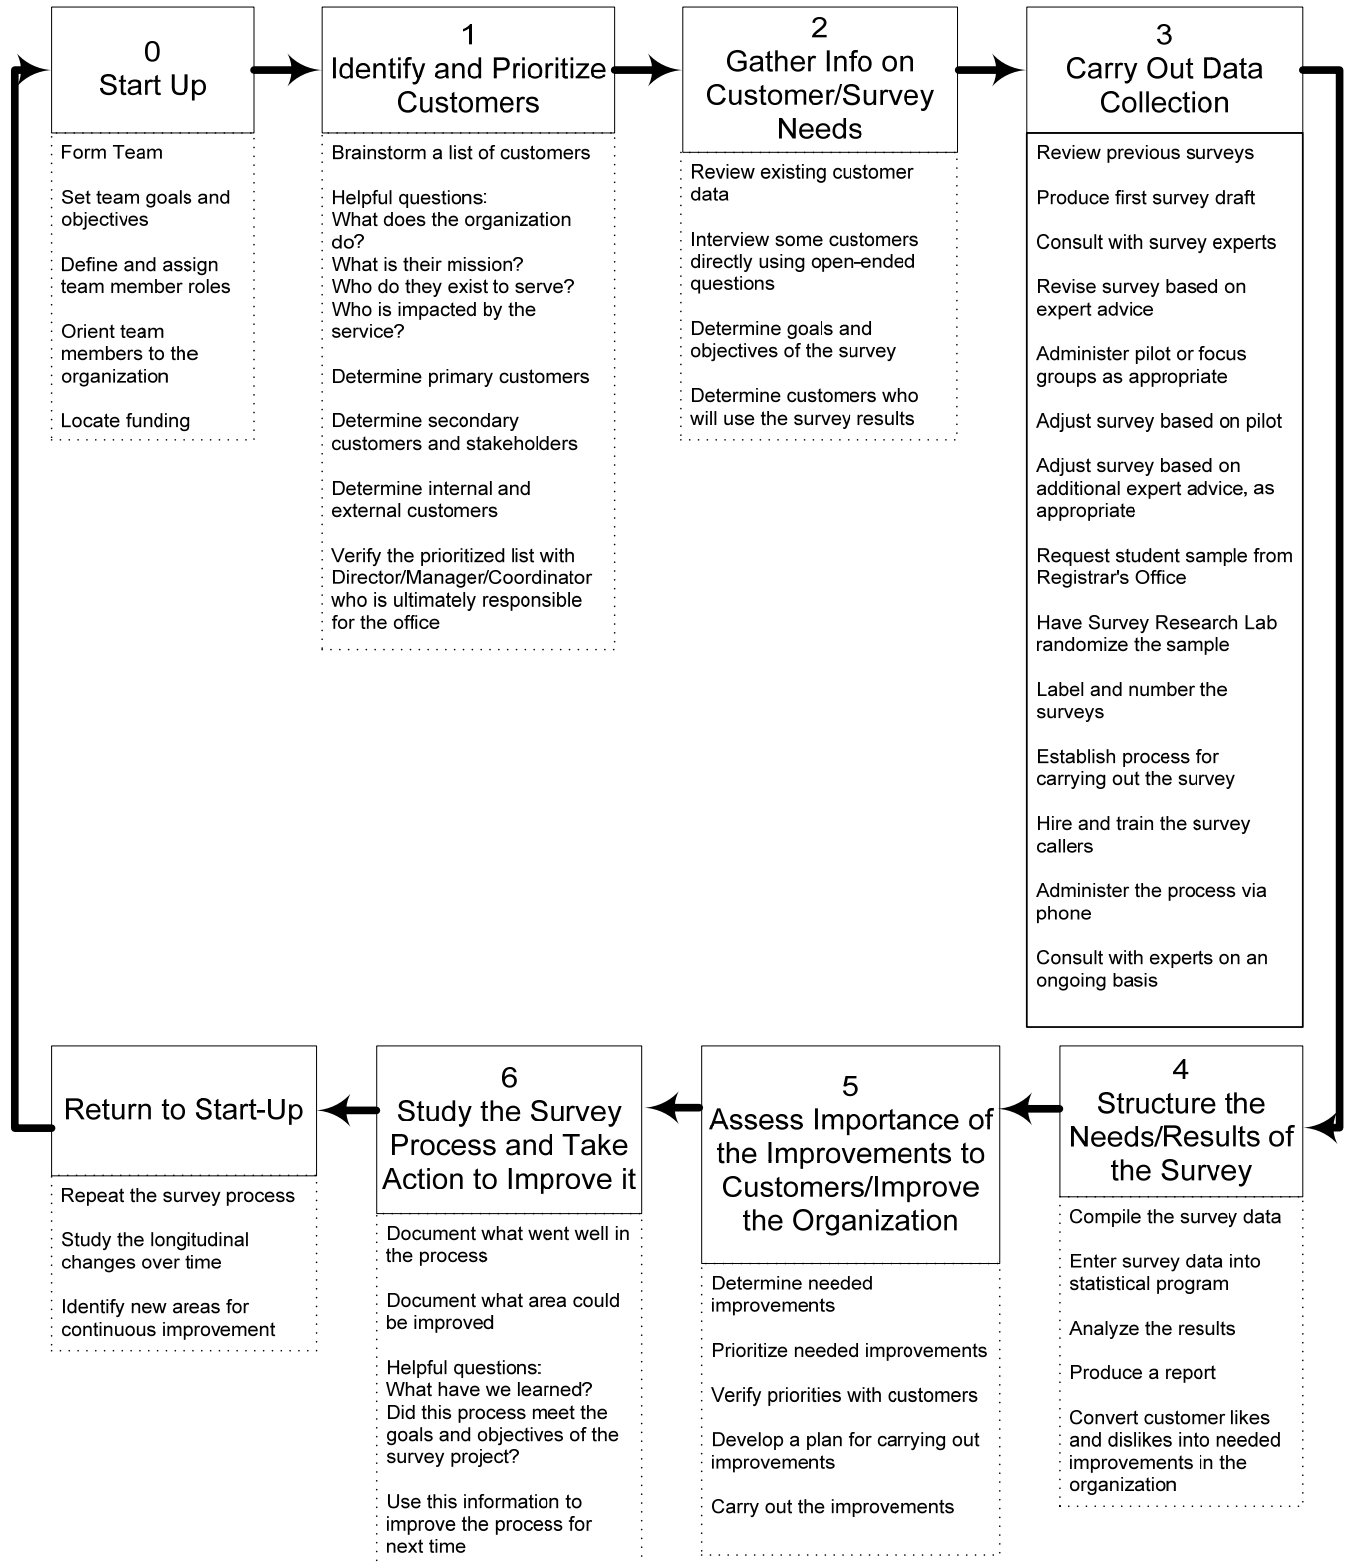 0
Start Up
Form Team
Set team goals and
objectives
Define and assign
team member roles
Orient team
members to the
organization
Locate funding
1
Identify and Prioritize
Customers
Brainstorm a list of customers
Helpful questions:
What does the organization
do?
What is their mission?
Who do they exist to serve?
Who is impacted by the
service?
Determine primary customers
Determine secondary
customers and stakeholders
Determine internal and
external customers
Verify the prioritized list with
Director/Manager/Coordinator
who is ultimately responsible
for the office
2
Gather Info on
Customer/Survey
Needs
Review existing customer
data
Interview some customers
directly using open-ended
questions
Determine goals and
objectives of the survey
Determine customers who
will use the survey results
3
Carry Out Data
Collection
Review previous surveys
Produce first survey draft
Consult with survey experts
Revise survey based on
expert advice
Administer pilot or focus
groups as appropriate
Adjust survey based on pilot
Adjust survey based on
additional expert advice, as
appropriate
Request student sample from
Registrar's Office
Have Survey Research Lab
randomize the sample
Label and number the
surveys
Establish process for
carrying out the survey
Hire and train the survey
callers
Administer the process via
phone
Consult with experts on an
ongoing basis
4
Structure the
Needs/Results of
the Survey
Compile the survey data
Enter survey data into
statistical program
Analyze the results
Produce a report
Convert customer likes
and dislikes into needed
improvements in the
organization
5
Assess Importance of
the Improvements to
Customers/Improve
the Organization
Determine needed
improvements
Prioritize needed improvements
Verify priorities with customers
Develop a plan for carrying out
improvements
Carry out the improvements
6
Study the Survey
Process and Take
Action to Improve it
Document what went well in
the process
Document what area could
be improved
Helpful questions:
What have we learned?
Did this process meet the
goals and objectives of the
survey project?
Use this information to
improve the process for
next time
Return to Start-Up
Repeat the survey process
Study the longitudinal
changes over time
Identify new areas for
continuous improvement